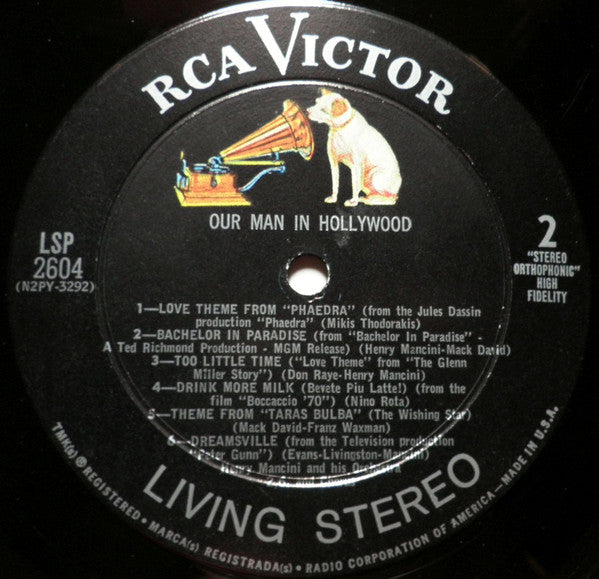 RCA VICTOR
OUR MAN IN HOLLYWOOD
LSP
2604
(N2PY-3292)
2
"STEREO
ORTHOPHONIC"
HIGH
FIDELITY
1—LOVE THEME FROM "PHAEDRA" (from the Jules Dassin
production "Phaedra" (Mikis Thodorakis)
2—BACHELOR IN PARADISE (from "Bachelor In Paradise" -
A Ted Richmond Production - MGM Release) (Henry Mancini-Mack David)
3—TOO LITTLE TIME ("Love Theme" from "The Glenn
Miller Story") (Don Raye-Henry Mancini)
4—DRINK MORE MILK (Bevete Piu Latte!) (from the
film "Boccaccio '70") (Nino Rota)
5—THEME FROM "TARAS BULBA" (The Wishing Star)
(Mack David-Franz Waxman)
6—DREAMSVILLE (from the Television production
"Peter Gunn") (Evans-Livingston-Mancini)
Henry Mancini and his Orchestra
and
LIVING STEREO
TMK(s) ® REGISTERED • MARCA(s) REGISTRADA(s) • RADIO CORPORATION OF AMERICA—MADE IN U.S.A.